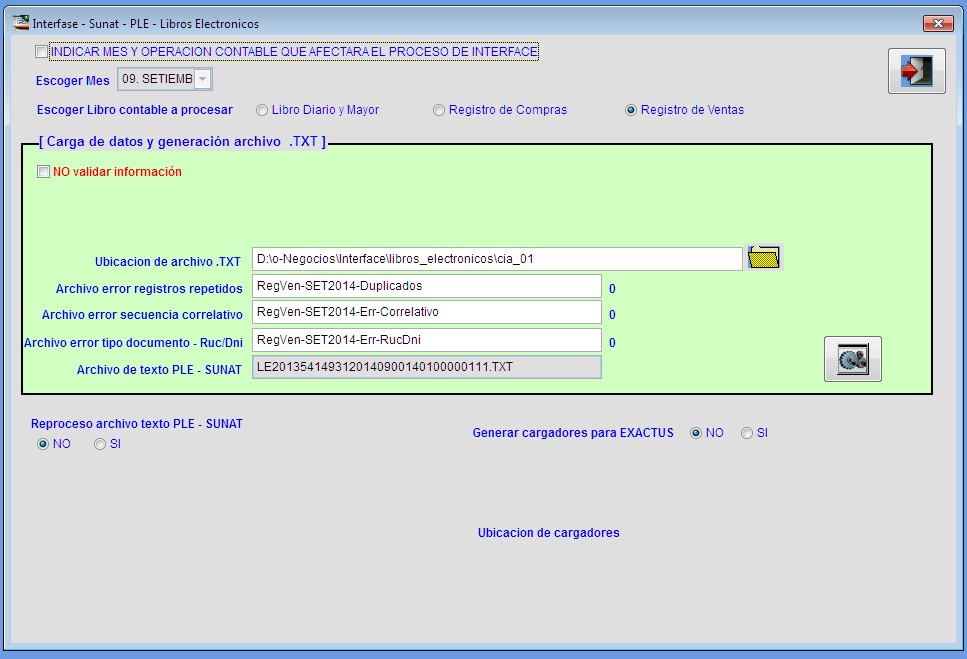 Interfase - Sunat - PLE - Libros Electronicos
INDICAR MES Y OPERACION CONTABLE QUE AFECTARA EL PROCESO DE INTERFACE
Escoger Mes 09. SETIEMB
Escoger Libro contable a procesar Libro Diario y Mayor Registro de Compras Registro de Ventas
[ Carga de datos y generación archivo .TXT ]
NO validar información
Ubicacion de archivo .TXT D:\o-Negocios\Interface\libros_electronicos\cia_01
Archivo error registros repetidos RegVen-SET2014-Duplicados 0
Archivo error secuencia correlativo RegVen-SET2014-Err-Correlativo 0
Archivo error tipo documento - Ruc/Dni RegVen-SET2014-Err-RucDni 0
Archivo de texto PLE - SUNAT LE2013541493120140900140100000111.TXT
Reproceso archivo texto PLE - SUNAT
NO SI
Generar cargadores para EXACTUS NO SI
Ubicacion de cargadores